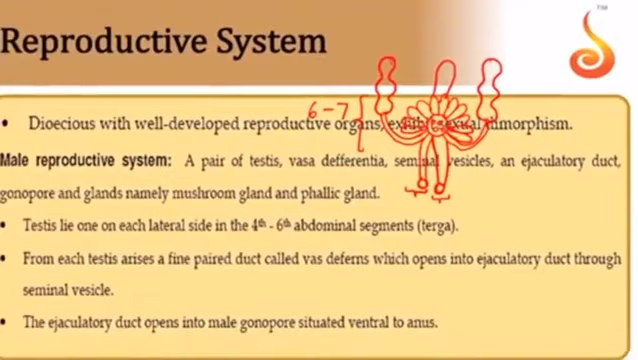 TM
Reproductive System
6-7
• Dioecious with well-developed reproductive organs, exhibit sexual dimorphism.
Male reproductive system: A pair of testis, vasa defferentia, seminal vesicles, an ejaculatory duct,
gonopore and glands namely mushroom gland and phallic gland.
• Testis lie one on each lateral side in the 4th - 6th abdominal segments (terga).
• From each testis arises a fine paired duct called vas deferns which opens into ejaculatory duct through
seminal vesicle.
• The ejaculatory duct opens into male gonopore situated ventral to anus.